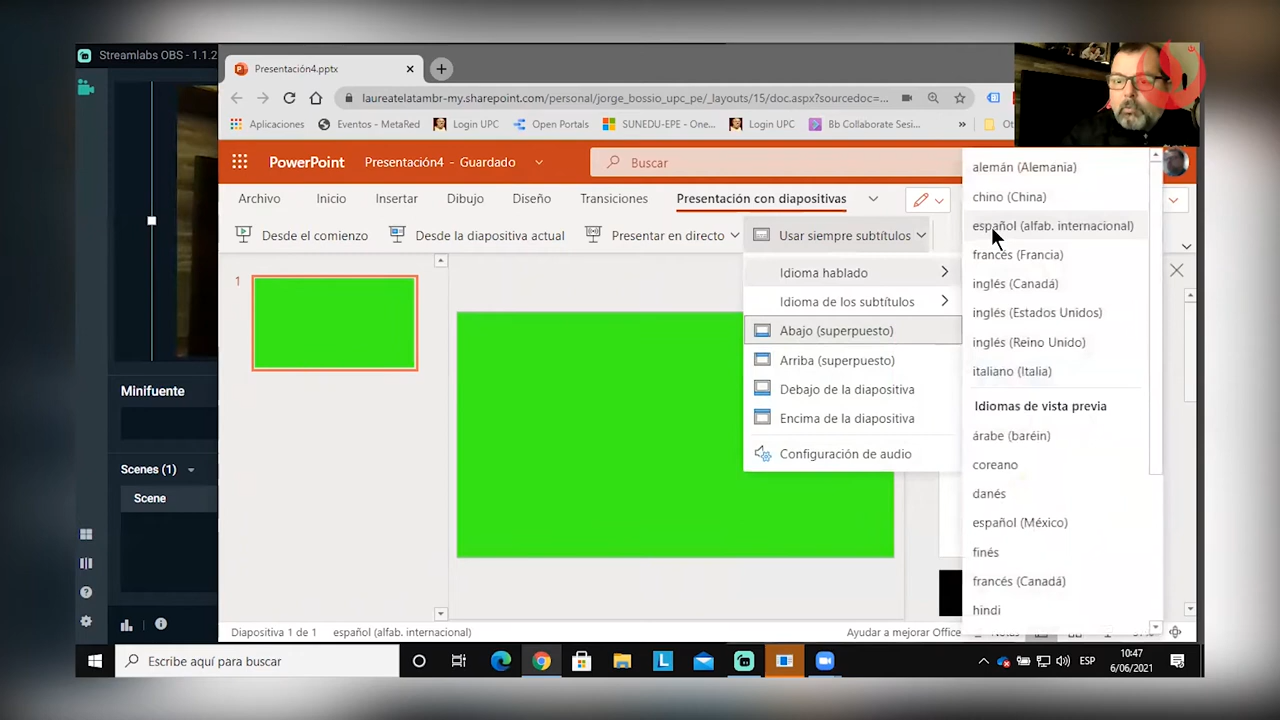 Streamlabs OBS - 1.1.2
Presentación4.pptx
laureatelatambr-my.sharepoint.com/personal/jorge_bossio_upc_pe/_layouts/15/doc.aspx?sourcedoc=...
Aplicaciones
Eventos - MetaRed
Login UPC
Open Portals
SUNEDU-EPE - One...
Login UPC
Bb Collaborate Sesi...
»
PowerPoint
Presentación4 - Guardado
Buscar
Archivo
Inicio
Insertar
Dibujo
Diseño
Transiciones
Presentación con diapositivas
Desde el comienzo
Desde la diapositiva actual
Presentar en directo
Usar siempre subtítulos
Idioma hablado
Idioma de los subtítulos
Abajo (superpuesto)
Arriba (superpuesto)
Debajo de la diapositiva
Encima de la diapositiva
Configuración de audio
alemán (Alemania)
chino (China)
español (alfab. internacional)
francés (Francia)
inglés (Canadá)
inglés (Estados Unidos)
inglés (Reino Unido)
italiano (Italia)
Idiomas de vista previa
árabe (baréin)
coreano
danés
español (México)
finés
francés (Canadá)
hindi
1
Minifuente
Scenes (1)
Scene
Diapositiva 1 de 1
español (alfab. internacional)
Ayudar a mejorar Office
Escribe aquí para buscar
ESP
10:47
6/06/2021